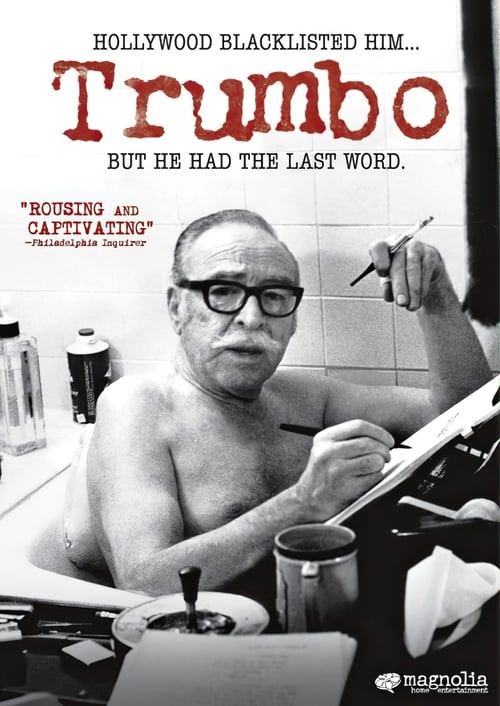 HOLLYWOOD BLACKLISTED HIM...
Trumbo
BUT HE HAD THE LAST WORD.
"ROUSING AND
CAPTIVATING"
—Philadelphia Inquirer
magnolia
home entertainment